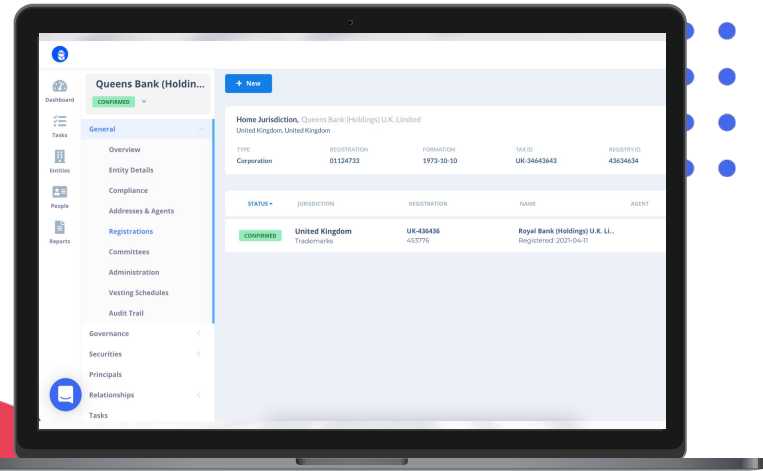 Dashboard
Tasks
Entities
People
Reports
Queens Bank (Holdin...
CONFIRMED
General
Overview
Entity Details
Compliance
Addresses & Agents
Registrations
Committees
Administration
Vesting Schedules
Audit Trail
Governance
Securities
Principals
Relationships
Tasks
+ New
Home Jurisdiction, Queens Bank (Holdings) U.K. Limited
United Kingdom, United Kingdom
TYPE REGISTRATION FORMATION TAX ID REGISTRY ID
Corporation 01124733 1973-10-10 UK-34643643 43634634
STATUS JURISDICTION REGISTRATION NAME AGENT
CONFIRMED United Kingdom UK-436436 Royal Bank (Holdings) U.K. Li...
Trademarks 453776 Registered: 2021-04-11